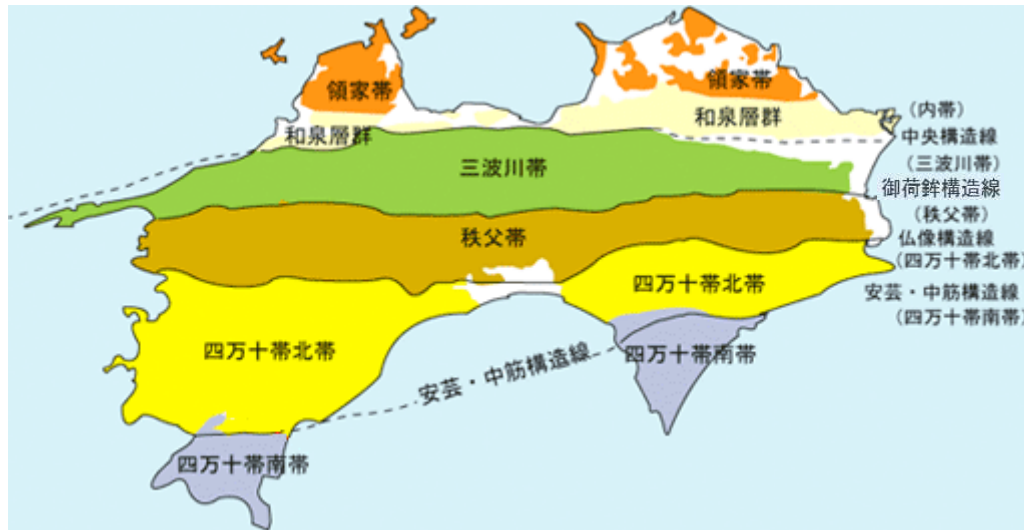 領家帯
領家帯
和泉層群
和泉層群
(内帯)
中央構造線
三波川帯
(三波川帯)
御荷鉾構造線
(秩父帯)
秩父帯
仏像構造線
(四万十帯北帯)
四万十帯北帯
安芸・中筋構造線
(四万十帯南帯)
四万十帯北帯
四万十帯南帯
安芸・中筋構造線
四万十帯南帯